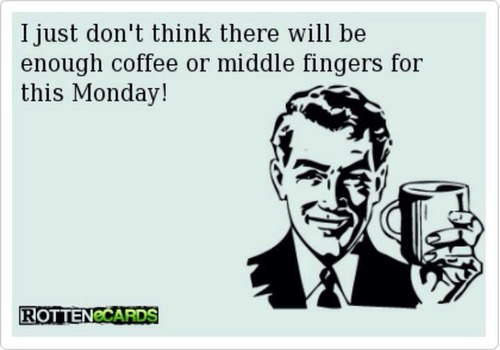 I just don't think there will be
enough coffee or middle fingers for
this Monday!
ROTTENeCARDS